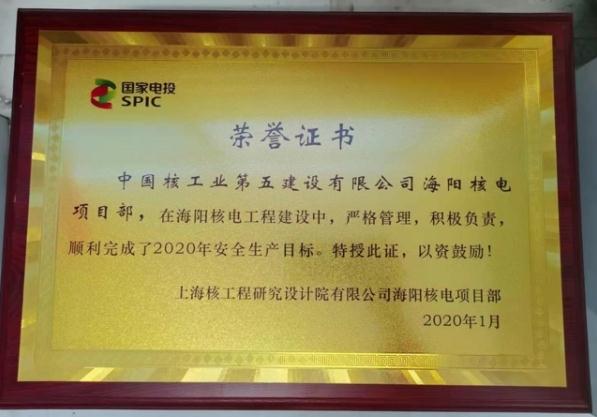 国家电投
SPIC
荣誉证书
中国核工业第五建设有限公司海阳核电
项目部，在海阳核电工程建设中，严格管理，积极负责，
顺利完成了2020年安全生产目标。特授此证，以资鼓励！
上海核工程研究设计院有限公司海阳核电项目部
2020年1月